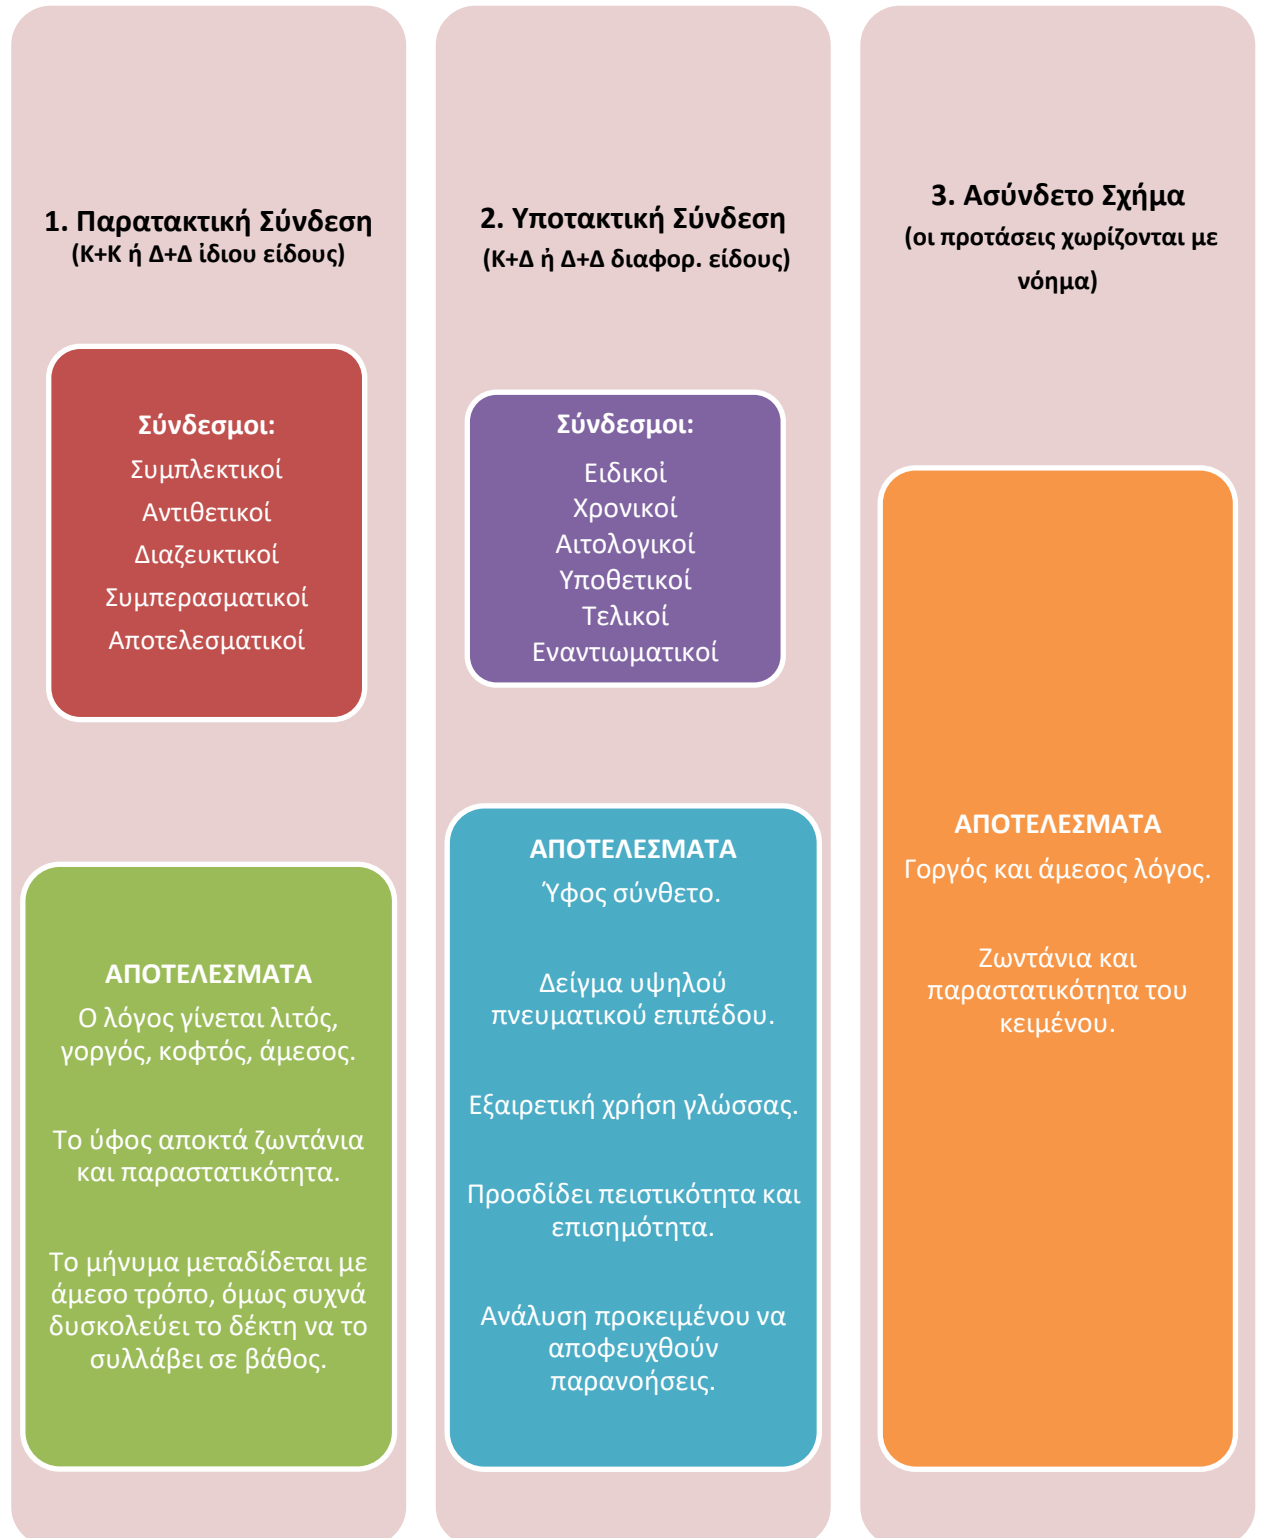 1. Παρατακτική Σύνδεση
(Κ+Κ ή Δ+Δ ἰδιου είδους)
Σύνδεσμοι:
Συμπλεκτικοί
Αντιθετικοί
Διαζευκτικοί
Συμπερασματικοί
Αποτελεσματικοί
ΑΠΟΤΕΛΕΣΜΑΤΑ
Ο λόγος γίνεται λιτός,
γοργός, κοφτός, άμεσος.
Το ύφος αποκτά ζωντάνια
και παραστατικότητα.
Το μήνυμα μεταδίδεται με
άμεσο τρόπο, όμως συχνά
δυσκολεύει το δέκτη να το
συλλάβει σε βάθος.
2. Υποτακτική Σύνδεση
(Κ+Δ ἠ Δ+Δ διαφορ. είδους)
Σύνδεσμοι:
Ειδικοἰ
Χρονικοί
Αιτολογικοί
Υποθετικοί
Τελικοί
Εναντιωματικοί
ΑΠΟΤΕΛΕΣΜΑΤΑ
Ύφος σύνθετο.
Δείγμα υψηλού
πνευματικού επιπέδου.
Εξαιρετική χρήση γλώσσας.
Προσδίδει πειστικότητα και
επισημότητα.
Ανάλυση προκειμένου να
αποφευχθούν
παρανοήσεις.
3. Ασύνδετο Σχήμα
(οι προτάσεις χωρίζονται με
νόημα)
ΑΠΟΤΕΛΕΣΜΑΤΑ
Γοργός και άμεσος λόγος.
Ζωντάνια και
παραστατικότητα του
κειμένου.